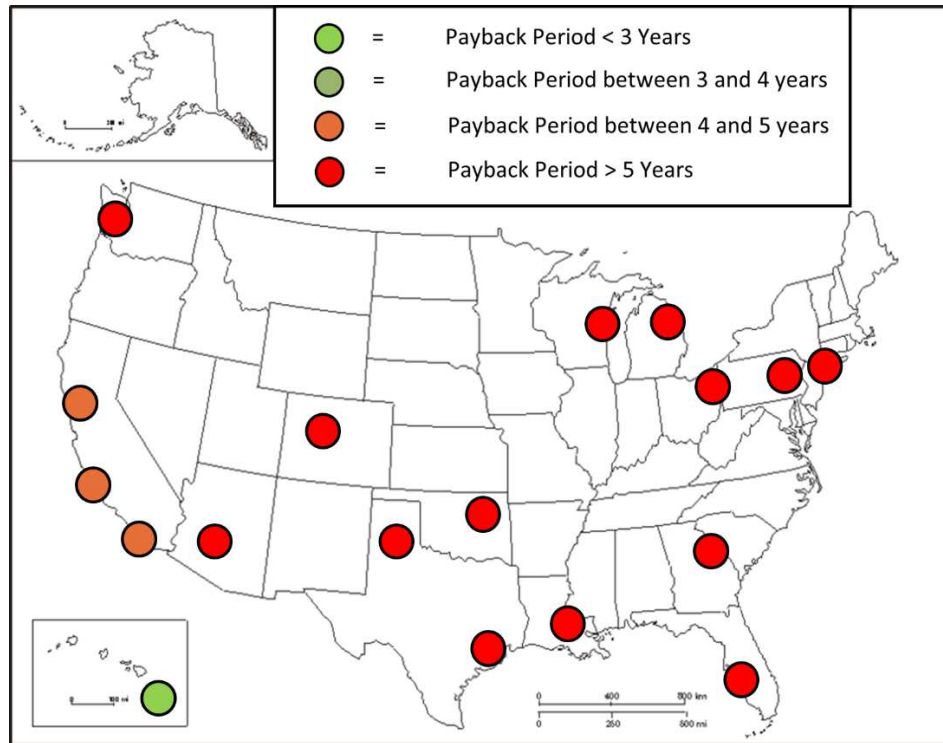 = Payback Period < 3 Years
= Payback Period between 3 and 4 years
= Payback Period between 4 and 5 years
= Payback Period > 5 Years
0 400 800 km
0 250 500 mi